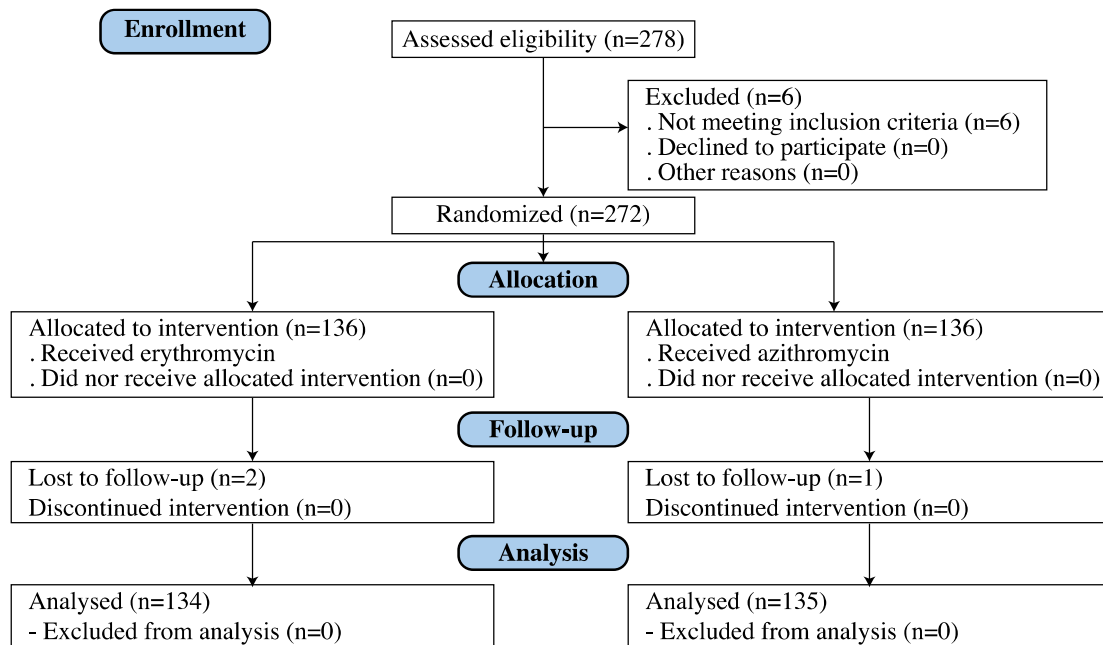 Enrollment
Assessed eligibility (n=278)
Excluded (n=6)
. Not meeting inclusion criteria (n=6)
. Declined to participate (n=0)
. Other reasons (n=0)
Randomized (n=272)
Allocation
Allocated to intervention (n=136)
. Received erythromycin
. Did nor receive allocated intervention (n=0)
Allocated to intervention (n=136)
. Received azithromycin
. Did nor receive allocated intervention (n=0)
Follow-up
Lost to follow-up (n=2)
Discontinued intervention (n=0)
Lost to follow-up (n=1)
Discontinued intervention (n=0)
Analysis
Analysed (n=134)
- Excluded from analysis (n=0)
Analysed (n=135)
- Excluded from analysis (n=0)